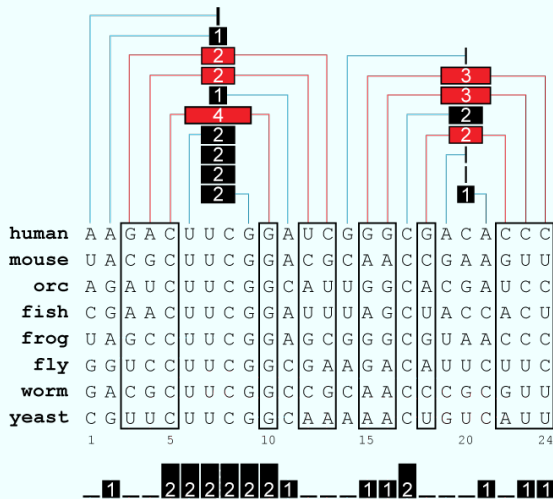 1
2
2 3
1 3
4 2
2 2
2
2
2 1
human A A G A C U U C G G A U C G G G C G A C A C C C
mouse U A C G C U U C G G A C G C A A C C G A A G U U
orc A G A U C U U C G G C A U U G G C A C G A U C C
fish C G A A C U U C G G A U U U A G C U A C C A C U
frog U A G C C U U C G G A G C G G G C G U A A C C C
fly G G U C C U U C G G C G A A G A C A U U C U U C
worm G A C G C U U C G G C C G C A A C C C G C G U U
yeast C G U U C U U C G G C A A A A A C U G U C A U U
1 5 10 15 20 24
1 2 2 2 2 2 2 1 1 1 2 1 1 1